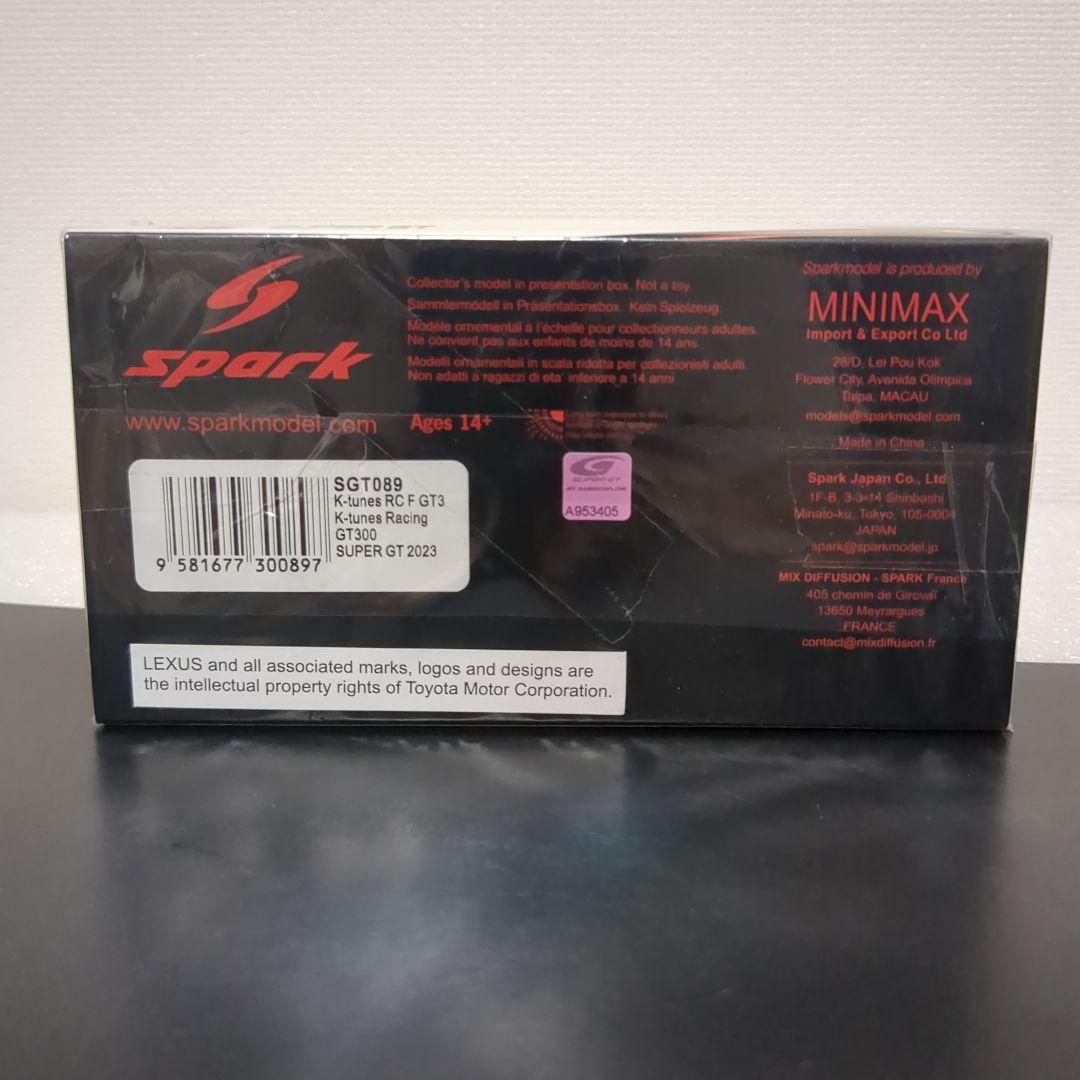 spark
www.sparkmodel.com
Collector's model in presentation box. Not a toy.
Sammlermodell in Präsentationsbox. Kein Spielzeug.
Modèle ornemental à l'échelle pour collectionneurs adultes.
Ne convient pas aux enfants de moins de 14 ans.
Modelli ornamentali in scala ridotta per collezionisti adulti.
Non adatti a ragazzi di eta' inferiore a 14 anni.
Ages 14+
Sparkmodel is produced by
MINIMAX
Import & Export Co Ltd
28/D, Lei Pou Kok
Flower City, Avenida Olimpica
Taipa, MACAU
models@sparkmodel.com
Made in China
Spark Japan Co., Ltd
1F-B, 3-3-14 Shinbashi
Minato-ku, Tokyo, 105-0004
JAPAN
spark@sparkmodel.jp
MIX DIFFUSION - SPARK France
405 chemin de Girovaï
13650 Meyrargues
FRANCE
contact@mixdiffusion.fr
SGT089
K-tunes RC F GT3
K-tunes Racing
GT300
SUPER GT 2023
9 581677 300897
SUPER GT
A953405
LEXUS and all associated marks, logos and designs are
the intellectual property rights of Toyota Motor Corporation.